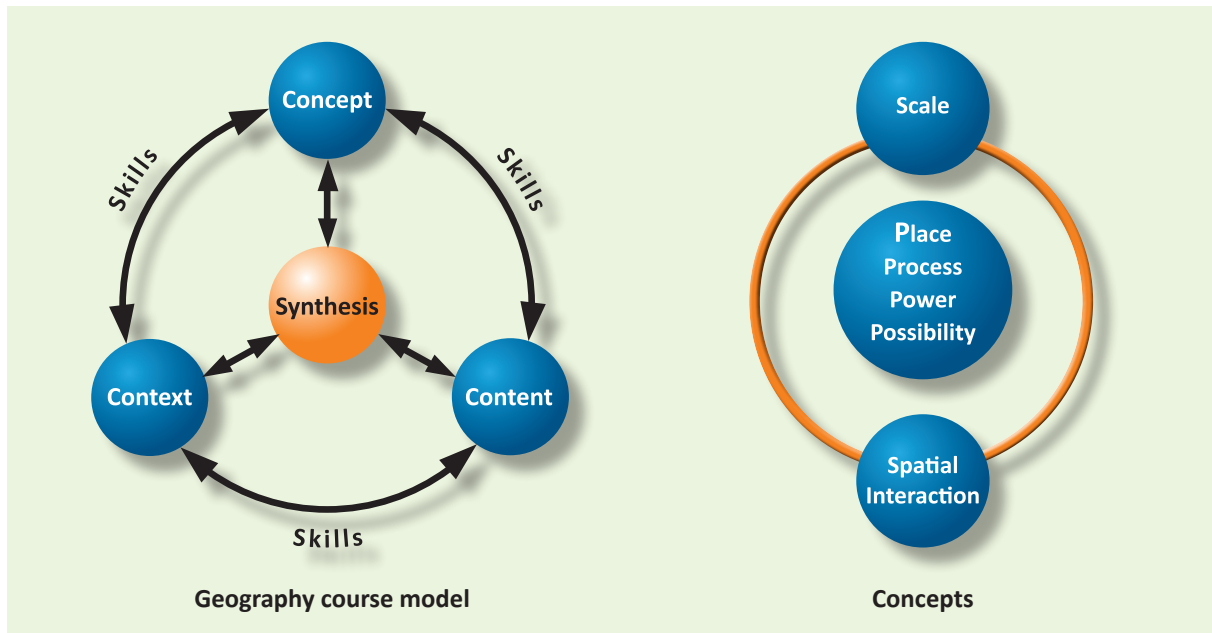 Concept
Skills
Skills
Synthesis
Context
Content
Skills
Geography course model
Scale
Place
Process
Power
Possibility
Spatial
Interaction
Concepts